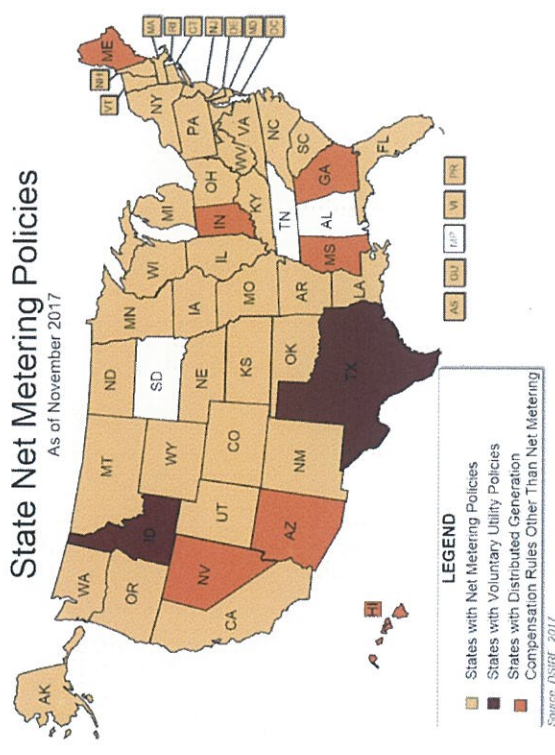 State Net Metering Policies
As of November 2017
AK
WA
OR
CA
ID
NV
MT
WY
UT
AZ
CO
NM
ND
SD
NE
KS
OK
TX
MN
IA
MO
AR
LA
WI
IL
MI
IN
OH
KY
TN
MS
AL
GA
FL
SC
NC
VA
WV
PA
NY
VT
NH
ME
MA
RI
CT
NJ
DE
MD
DC
HI
AS
GU
MP
VI
PR
LEGEND
States with Net Metering Policies
States with Voluntary Utility Policies
States with Distributed Generation
Compensation Rules Other Than Net Metering
Source: DSIRE, 2017